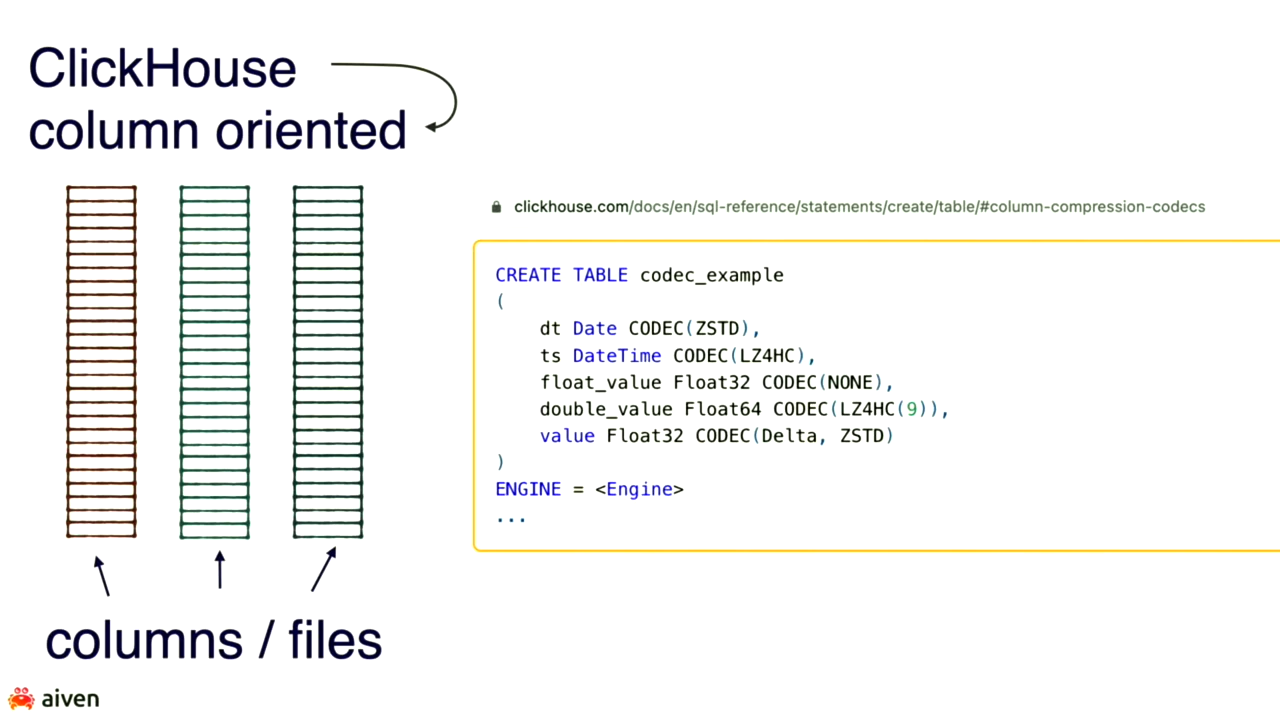 ClickHouse
column oriented
clickhouse.com/docs/en/sql-reference/statements/create/table/#column-compression-codecs
CREATE TABLE codec_example
(
    dt Date CODEC(ZSTD),
    ts DateTime CODEC(LZ4HC),
    float_value Float32 CODEC(NONE),
    double_value Float64 CODEC(LZ4HC(9)),
    value Float32 CODEC(Delta, ZSTD)
)
ENGINE = <Engine>
...
columns / files
aiven